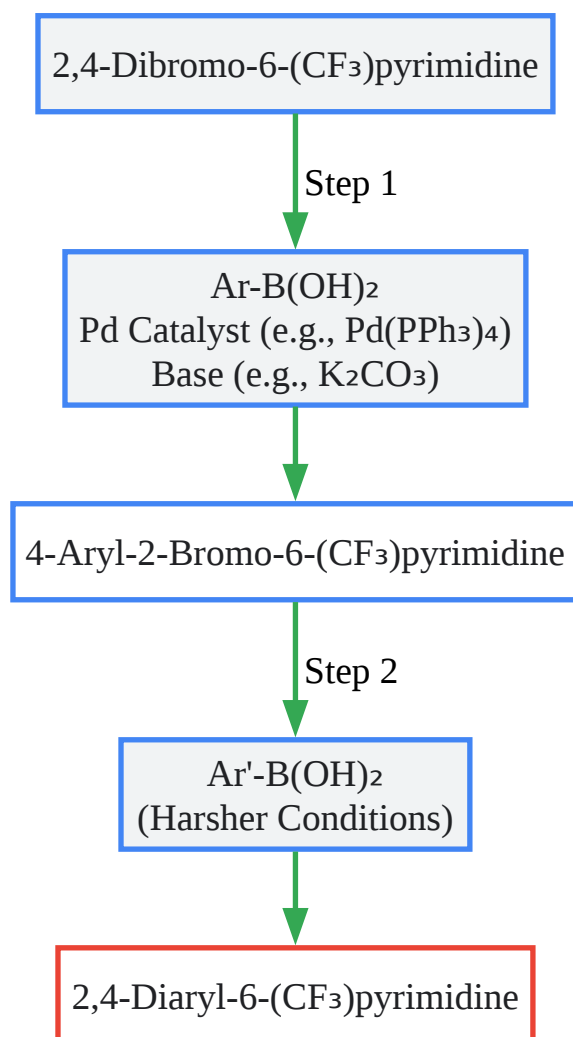 2,4-Dibromo-6-(CF₃)pyrimidine
Step 1
Ar-B(OH)₂
Pd Catalyst (e.g., Pd(PPh₃)₄)
Base (e.g., K₂CO₃)
4-Aryl-2-Bromo-6-(CF₃)pyrimidine
Step 2
Ar'-B(OH)₂
(Harsher Conditions)
2,4-Diaryl-6-(CF₃)pyrimidine